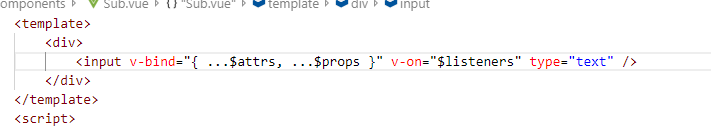 omponents > Sub.vue > {} "Sub.vue" > template > div > input
<template>
<div>
<input v-bind="{ ...$attrs, ...$props }" v-on="$listeners" type="text" />
</div>
</template>
<script>